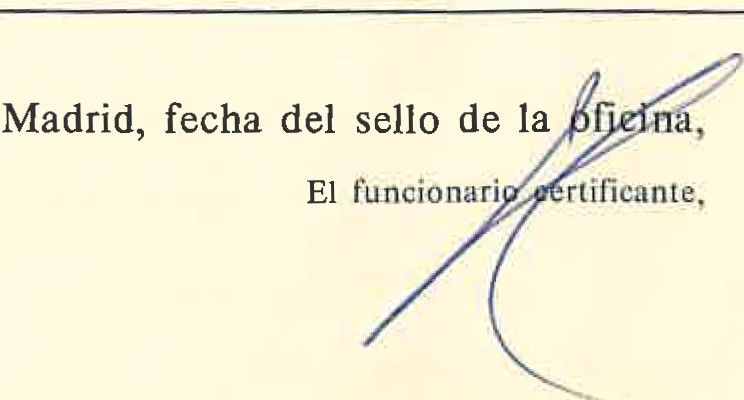 Madrid, fecha del sello de la oficina,
El funcionario certificante,